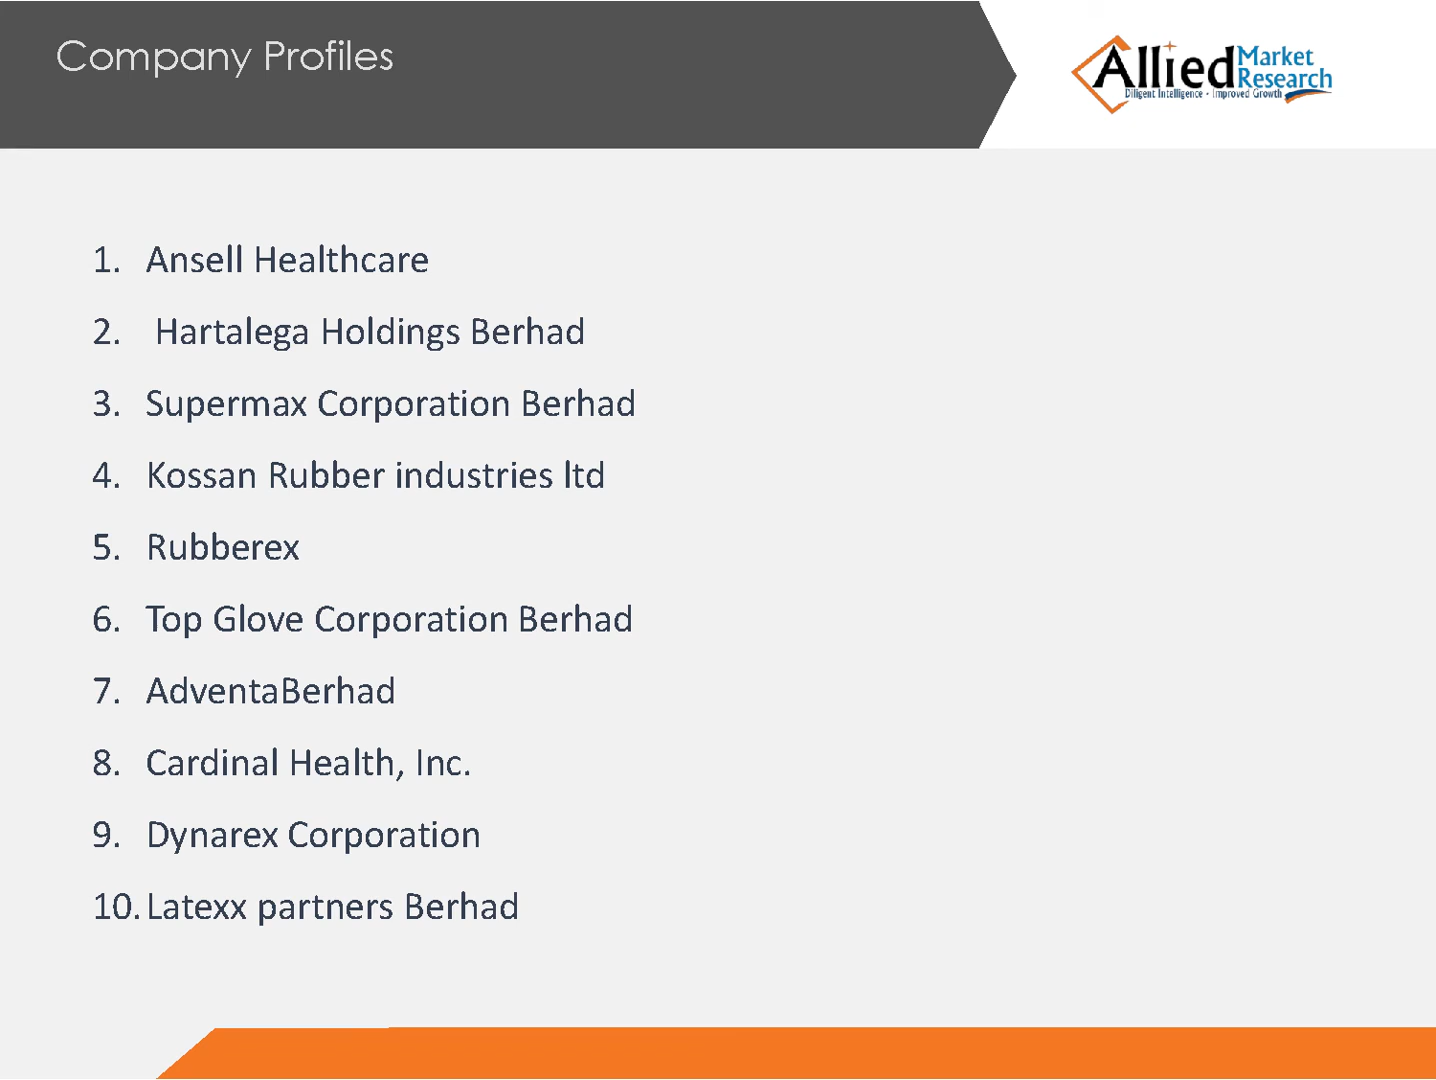 Company Profiles
Allied Market Research
Diligent Intelligence - Improved Growth
1. Ansell Healthcare
2. Hartalega Holdings Berhad
3. Supermax Corporation Berhad
4. Kossan Rubber industries ltd
5. Rubberex
6. Top Glove Corporation Berhad
7. AdventaBerhad
8. Cardinal Health, Inc.
9. Dynarex Corporation
10. Latexx partners Berhad